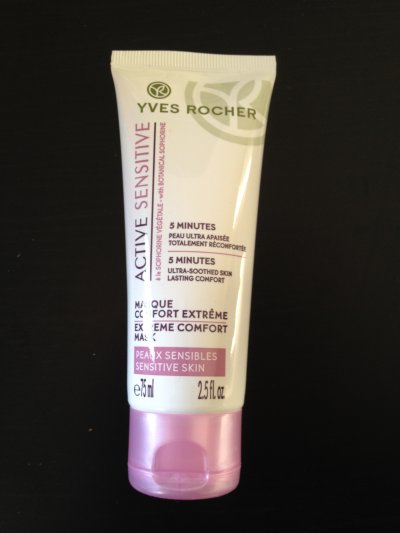 YVES ROCHER
ACTIVE SENSITIVE
à la SOPHORINE VÉGÉTALE - with BOTANICAL SOPHORINE
5 MINUTES
PEAU ULTRA APAISÉE
TOTALEMENT RÉCONFORTÉE
5 MINUTES
ULTRA-SOOTHED SKIN
LASTING COMFORT
MASQUE
CONFORT EXTRÊME
EXTREME COMFORT
MASK
PEAUX SENSIBLES
SENSITIVE SKIN
℮75 ml 2.5 fl. oz.